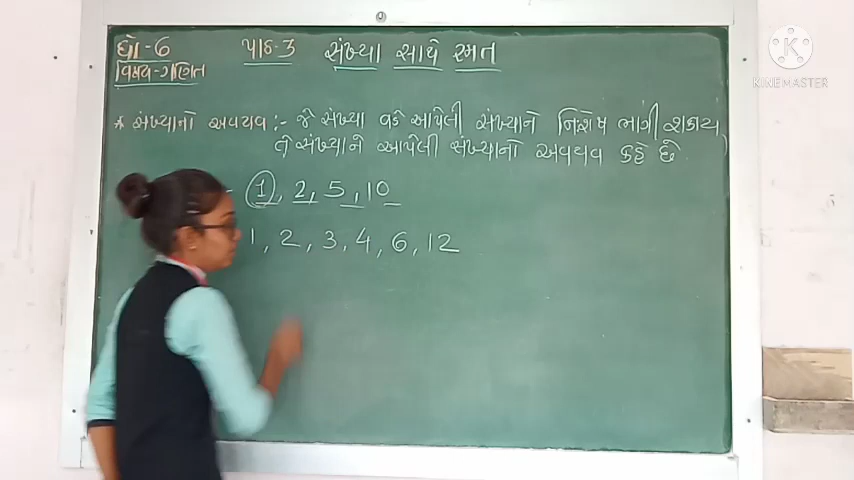 ધો-6 પાઠ-3 સંખ્યા સાથે રમત
વિષય-ગણિત
* સંખ્યાનો અવયવ :- જે સંખ્યા વડે આપેલી સંખ્યાને નિઃશેષ ભાગી શકાય
તે સંખ્યાને આપેલી સંખ્યાનો અવયવ કહે છે
1, 2, 5, 10
1, 2, 3, 4, 6, 12
KINEMASTER